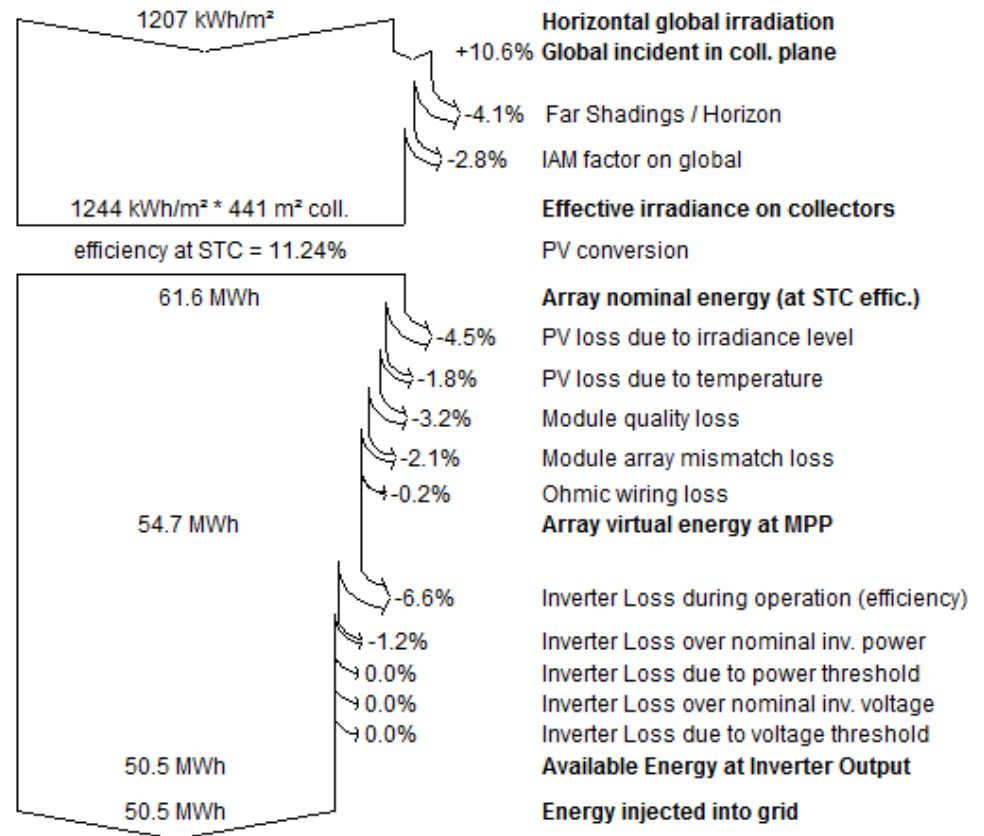 1207 kWh/m² Horizontal global irradiation
+10.6% Global incident in coll. plane
-4.1% Far Shadings / Horizon
-2.8% IAM factor on global
1244 kWh/m² * 441 m² coll. Effective irradiance on collectors
efficiency at STC = 11.24% PV conversion
61.6 MWh Array nominal energy (at STC effic.)
-4.5% PV loss due to irradiance level
-1.8% PV loss due to temperature
-3.2% Module quality loss
-2.1% Module array mismatch loss
-0.2% Ohmic wiring loss
54.7 MWh Array virtual energy at MPP
-6.6% Inverter Loss during operation (efficiency)
-1.2% Inverter Loss over nominal inv. power
0.0% Inverter Loss due to power threshold
0.0% Inverter Loss over nominal inv. voltage
0.0% Inverter Loss due to voltage threshold
50.5 MWh Available Energy at Inverter Output
50.5 MWh Energy injected into grid